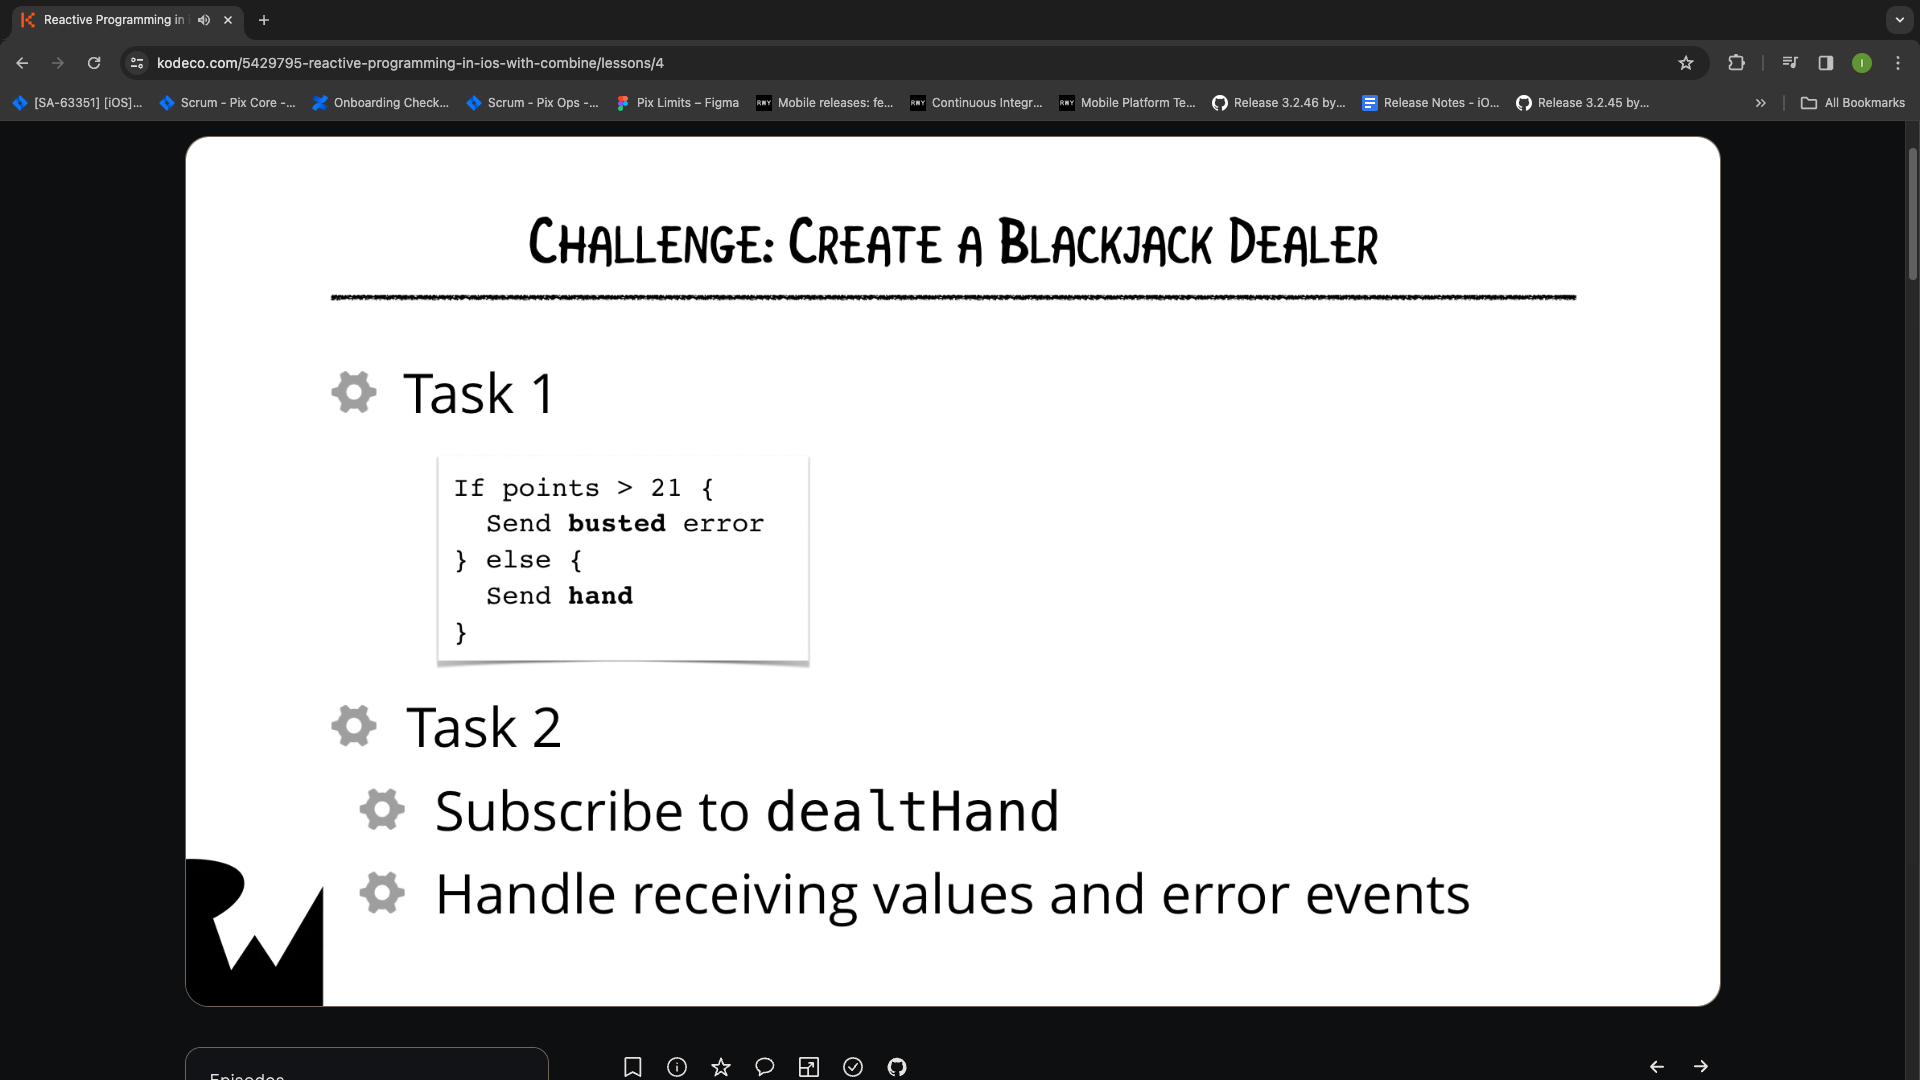 Reactive Programming in
kodeco.com/5429795-reactive-programming-in-ios-with-combine/lessons/4
I
[SA-63351] [iOS]...
Scrum - Pix Core -...
Onboarding Check...
Scrum - Pix Ops -...
Pix Limits – Figma
RWY
Mobile releases: fe...
RWY
Continuous Integr...
RWY
Mobile Platform Te...
Release 3.2.46 by...
Release Notes - iO...
Release 3.2.45 by...
»
All Bookmarks
Challenge: Create a Blackjack Dealer
Task 1
If points > 21 {
Send busted error
} else {
Send hand
}
Task 2
Subscribe to dealtHand
Handle receiving values and error events
Episodes